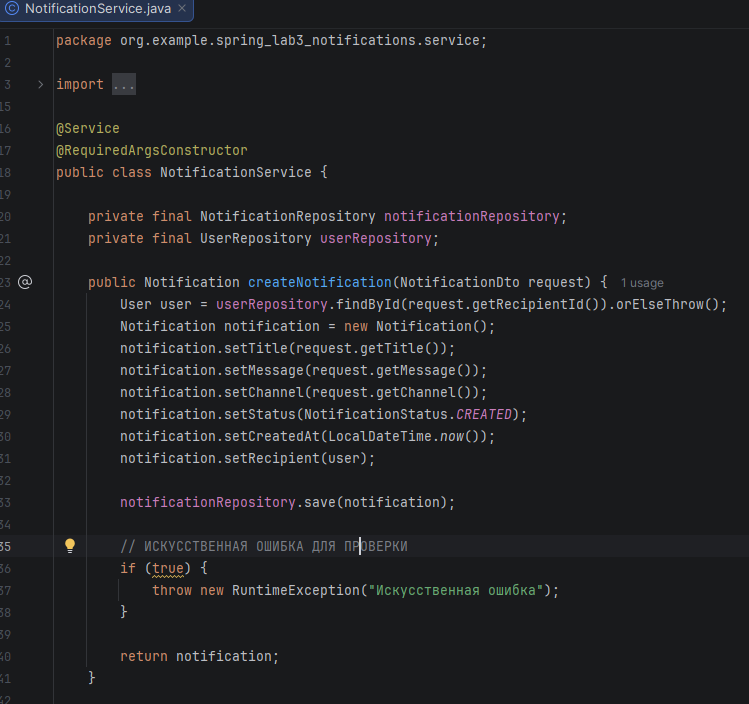 NotificationService.java
1 package org.example.spring_lab3_notifications.service;
2
3 import ...
15
16 @Service
17 @RequiredArgsConstructor
18 public class NotificationService {
19
20 private final NotificationRepository notificationRepository;
21 private final UserRepository userRepository;
22
23 public Notification createNotification(NotificationDto request) { 1 usage
24 User user = userRepository.findById(request.getRecipientId()).orElseThrow();
25 Notification notification = new Notification();
26 notification.setTitle(request.getTitle());
27 notification.setMessage(request.getMessage());
28 notification.setChannel(request.getChannel());
29 notification.setStatus(NotificationStatus.CREATED);
30 notification.setCreatedAt(LocalDateTime.now());
31 notification.setRecipient(user);
32
33 notificationRepository.save(notification);
34
35 // ИСКУССТВЕННАЯ ОШИБКА ДЛЯ ПРОВЕРКИ
36 if (true) {
37 throw new RuntimeException("Искусственная ошибка");
38 }
39
40 return notification;
41 }
42